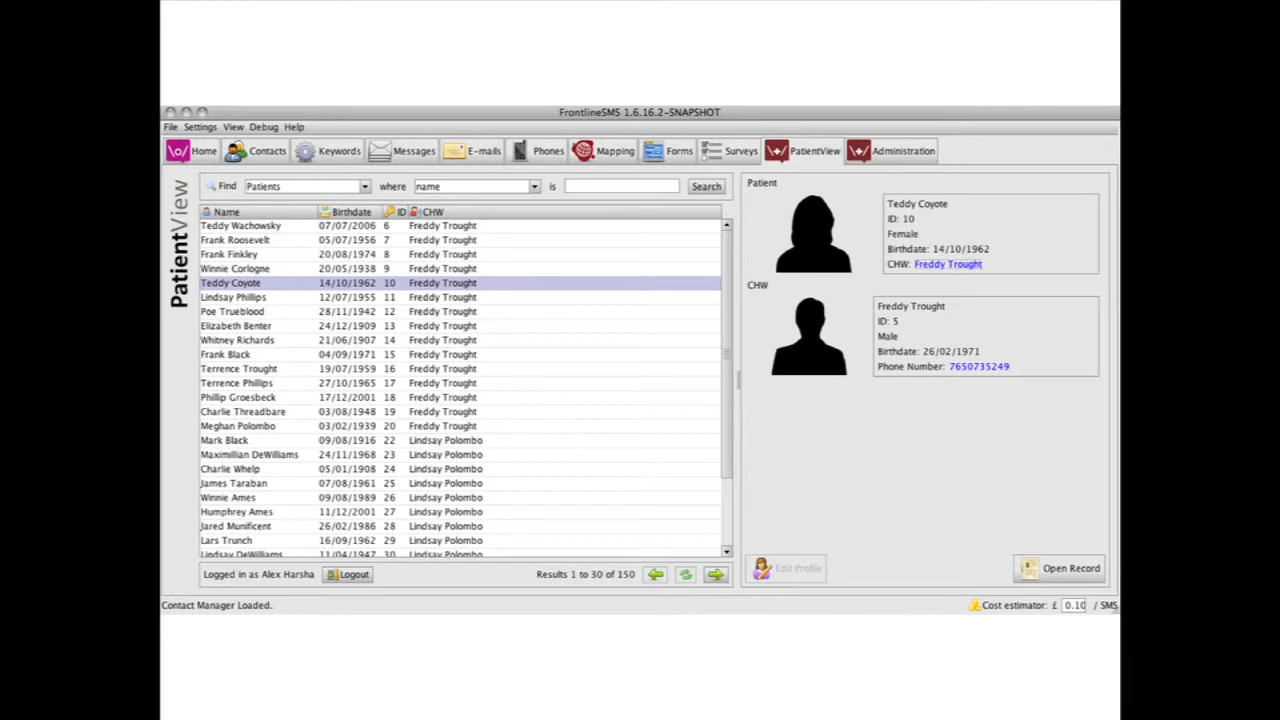 FrontlineSMS 1.6.16.2-SNAPSHOT
File Settings View Debug Help
\o/ Home Contacts Keywords Messages E-mails Phones Mapping Forms Surveys \+/ PatientView \+/ Administration
PatientView
Find Patients where name is Search
Name Birthdate ID CHW
Teddy Wachowsky 07/07/2006 6 Freddy Trought
Frank Roosevelt 05/07/1956 7 Freddy Trought
Frank Finkley 20/08/1974 8 Freddy Trought
Winnie Corlogne 20/05/1938 9 Freddy Trought
Teddy Coyote 14/10/1962 10 Freddy Trought
Lindsay Phillips 12/07/1955 11 Freddy Trought
Poe Trueblood 28/11/1942 12 Freddy Trought
Elizabeth Benter 24/12/1909 13 Freddy Trought
Whitney Richards 21/06/1907 14 Freddy Trought
Frank Black 04/09/1971 15 Freddy Trought
Terrence Trought 19/07/1959 16 Freddy Trought
Terrence Phillips 27/10/1965 17 Freddy Trought
Phillip Groesbeck 17/12/2001 18 Freddy Trought
Charlie Threadbare 03/08/1948 19 Freddy Trought
Meghan Polombo 03/02/1939 20 Freddy Trought
Mark Black 09/08/1916 22 Lindsay Polombo
Maximillian DeWilliams 24/11/1968 23 Lindsay Polombo
Charlie Whelp 05/01/1908 24 Lindsay Polombo
James Taraban 07/08/1961 25 Lindsay Polombo
Winnie Ames 09/08/1989 26 Lindsay Polombo
Humphrey Ames 11/12/2001 27 Lindsay Polombo
Jared Munificent 26/02/1986 28 Lindsay Polombo
Lars Trunch 16/09/1962 29 Lindsay Polombo
Lindsay DeWilliams 11/04/1947 30 Lindsay Polombo
Logged in as Alex Harsha Logout Results 1 to 30 of 150
Patient
Teddy Coyote
ID: 10
Female
Birthdate: 14/10/1962
CHW: Freddy Trought
CHW
Freddy Trought
ID: 5
Male
Birthdate: 26/02/1971
Phone Number: 7650735249
Edit Profile Open Record
Contact Manager Loaded. Cost estimator: £ 0.10 / SMS